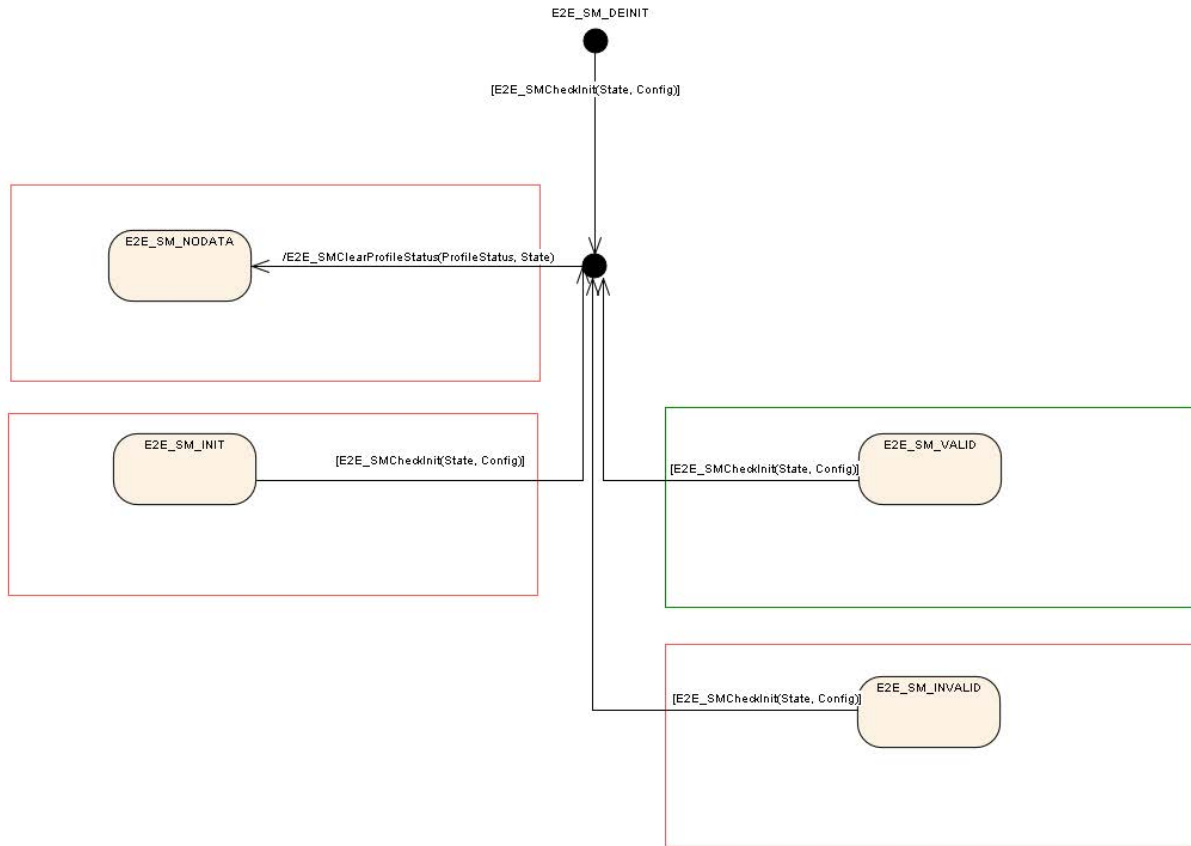 E2E_SM_DEINIT
[E2E_SMCheckInit(State, Config)]
E2E_SM_NODATA
/E2E_SMClearProfileStatus(ProfileStatus, State)
E2E_SM_INIT
[E2E_SMCheckInit(State, Config)]
E2E_SM_VALID
[E2E_SMCheckInit(State, Config)]
E2E_SM_INVALID
[E2E_SMCheckInit(State, Config)]